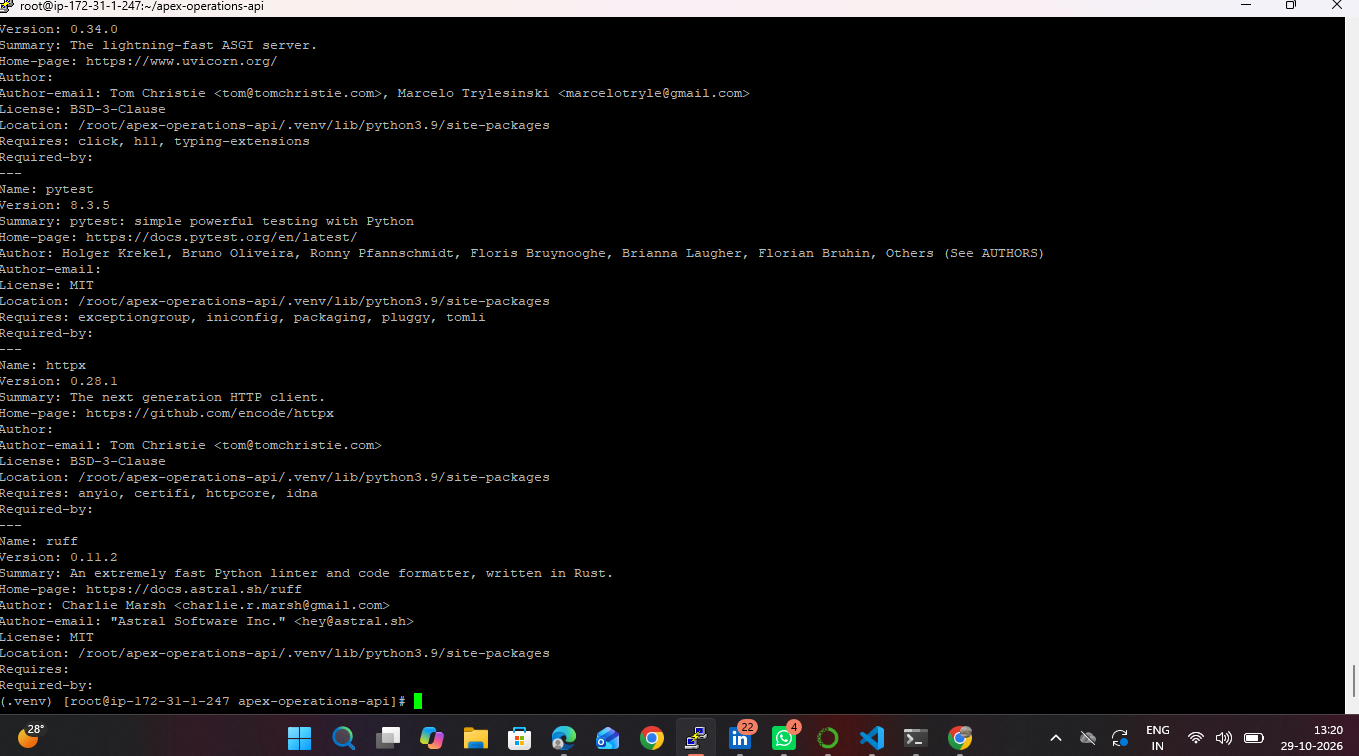 root@ip-172-31-1-247:~/apex-operations-api
Version: 0.34.0
Summary: The lightning-fast ASGI server.
Home-page: https://www.uvicorn.org/
Author:
Author-email: Tom Christie <tom@tomchristie.com>, Marcelo Trylesinski <marcelotryle@gmail.com>
License: BSD-3-Clause
Location: /root/apex-operations-api/.venv/lib/python3.9/site-packages
Requires: click, h11, typing-extensions
Required-by:
---
Name: pytest
Version: 8.3.5
Summary: pytest: simple powerful testing with Python
Home-page: https://docs.pytest.org/en/latest/
Author: Holger Krekel, Bruno Oliveira, Ronny Pfannschmidt, Floris Bruynooghe, Brianna Laugher, Florian Bruhin, Others (See AUTHORS)
Author-email:
License: MIT
Location: /root/apex-operations-api/.venv/lib/python3.9/site-packages
Requires: exceptiongroup, iniconfig, packaging, pluggy, tomli
Required-by:
---
Name: httpx
Version: 0.28.1
Summary: The next generation HTTP client.
Home-page: https://github.com/encode/httpx
Author:
Author-email: Tom Christie <tom@tomchristie.com>
License: BSD-3-Clause
Location: /root/apex-operations-api/.venv/lib/python3.9/site-packages
Requires: anyio, certifi, httpcore, idna
Required-by:
---
Name: ruff
Version: 0.11.2
Summary: An extremely fast Python linter and code formatter, written in Rust.
Home-page: https://docs.astral.sh/ruff
Author: Charlie Marsh <charlie.r.marsh@gmail.com>
Author-email: "Astral Software Inc." <hey@astral.sh>
License: MIT
Location: /root/apex-operations-api/.venv/lib/python3.9/site-packages
Requires:
Required-by:
(.venv) [root@ip-172-31-1-247 apex-operations-api]#
28°
22
4
ENG
IN
13:20
29-10-2026